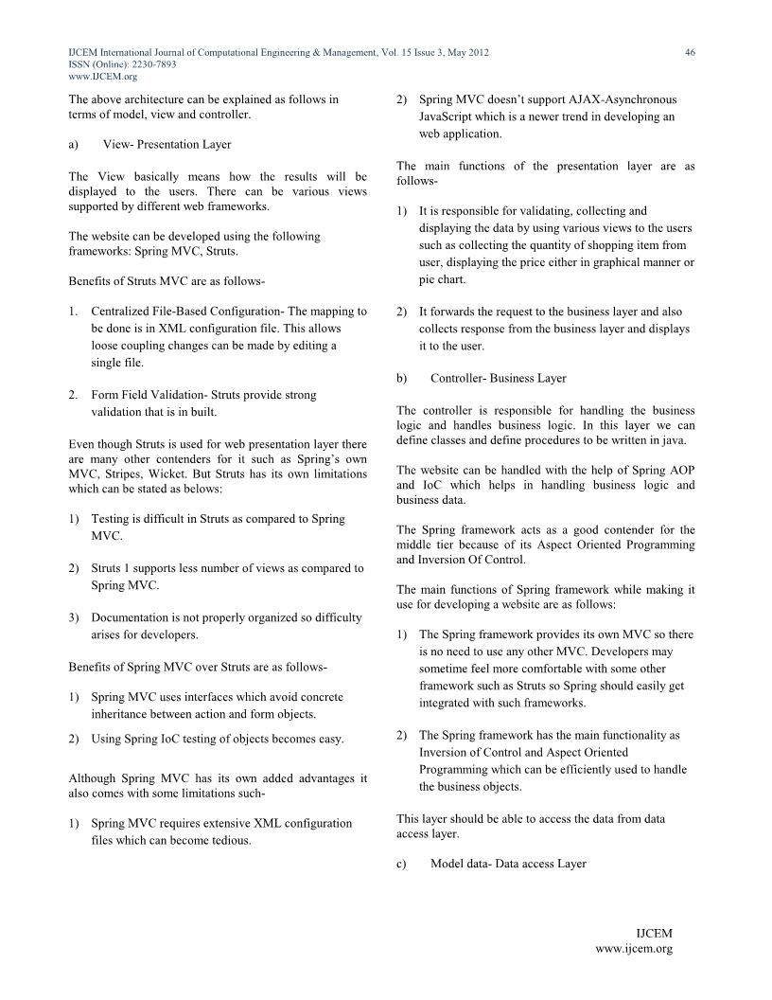 IJCEM International Journal of Computational Engineering & Management, Vol. 15 Issue 3, May 2012 46
ISSN (Online): 2230-7893
www.IJCEM.org
The above architecture can be explained as follows in
terms of model, view and controller.
a) View- Presentation Layer
The View basically means how the results will be
displayed to the users. There can be various views
supported by different web frameworks.
The website can be developed using the following
frameworks: Spring MVC, Struts.
Benefits of Struts MVC are as follows-
1. Centralized File-Based Configuration- The mapping to
be done is in XML configuration file. This allows
loose coupling changes can be made by editing a
single file.
2. Form Field Validation- Struts provide strong
validation that is in built.
Even though Struts is used for web presentation layer there
are many other contenders for it such as Spring's own
MVC, Stripes, Wicket. But Struts has its own limitations
which can be stated as belows:
1) Testing is difficult in Struts as compared to Spring
MVC.
2) Struts 1 supports less number of views as compared to
Spring MVC.
3) Documentation is not properly organized so difficulty
arises for developers.
Benefits of Spring MVC over Struts are as follows-
1) Spring MVC uses interfaces which avoid concrete
inheritance between action and form objects.
2) Using Spring IoC testing of objects becomes easy.
Although Spring MVC has its own added advantages it
also comes with some limitations such-
1) Spring MVC requires extensive XML configuration
files which can become tedious.
2) Spring MVC doesn't support AJAX-Asynchronous
JavaScript which is a newer trend in developing an
web application.
The main functions of the presentation layer are as
follows-
1) It is responsible for validating, collecting and
displaying the data by using various views to the users
such as collecting the quantity of shopping item from
user, displaying the price either in graphical manner or
pie chart.
2) It forwards the request to the business layer and also
collects response from the business layer and displays
it to the user.
b) Controller- Business Layer
The controller is responsible for handling the business
logic and handles business logic. In this layer we can
define classes and define procedures to be written in java.
The website can be handled with the help of Spring AOP
and IoC which helps in handling business logic and
business data.
The Spring framework acts as a good contender for the
middle tier because of its Aspect Oriented Programming
and Inversion Of Control.
The main functions of Spring framework while making it
use for developing a website are as follows:
1) The Spring framework provides its own MVC so there
is no need to use any other MVC. Developers may
sometime feel more comfortable with some other
framework such as Struts so Spring should easily get
integrated with such frameworks.
2) The Spring framework has the main functionality as
Inversion of Control and Aspect Oriented
Programming which can be efficiently used to handle
the business objects.
This layer should be able to access the data from data
access layer.
c) Model data- Data access Layer
IJCEM
www.ijcem.org